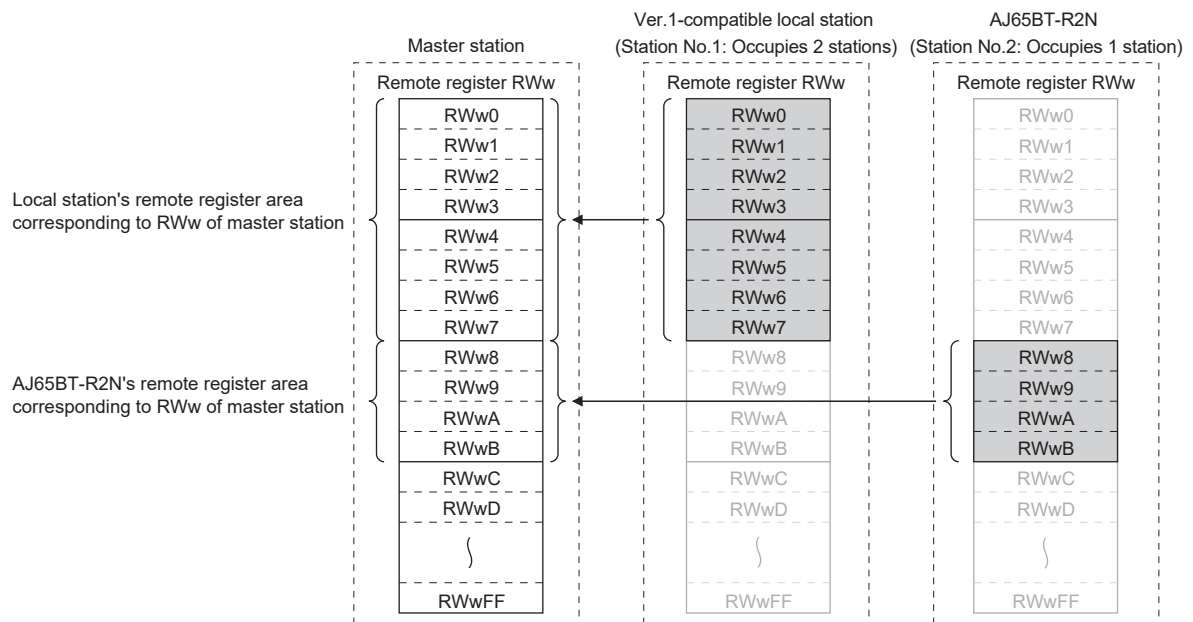 Ver.1-compatible local station
(Station No.1: Occupies 2 stations)
AJ65BT-R2N
(Station No.2: Occupies 1 station)
Master station
Remote register RWw
RWw0
RWw1
RWw2
RWw3
RWw4
RWw5
RWw6
RWw7
RWw8
RWw9
RWwA
RWwB
RWwC
RWwD
RWwFF
Remote register RWw
RWw0
RWw1
RWw2
RWw3
RWw4
RWw5
RWw6
RWw7
RWw8
RWw9
RWwA
RWwB
RWwC
RWwD
RWwFF
Remote register RWw
RWw0
RWw1
RWw2
RWw3
RWw4
RWw5
RWw6
RWw7
RWw8
RWw9
RWwA
RWwB
RWwC
RWwD
RWwFF
Local station's remote register area
corresponding to RWw of master station
AJ65BT-R2N's remote register area
corresponding to RWw of master station